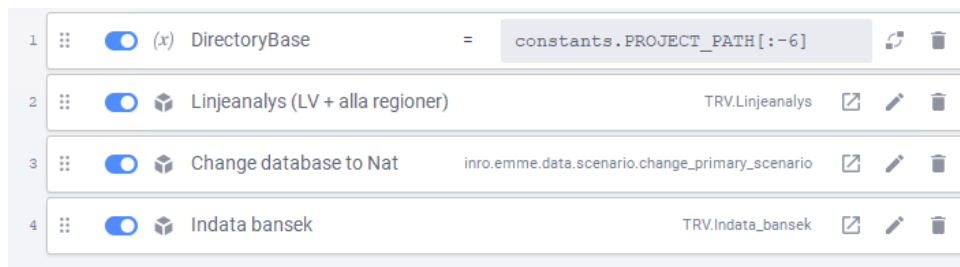 1 (x) DirectoryBase = constants.PROJECT_PATH[:-6]
2 Linjeanalys (LV + alla regioner) TRV.Linjeanalys
3 Change database to Nat inro.emme.data.scenario.change_primary_scenario
4 Indata bansek TRV.Indata_bansek